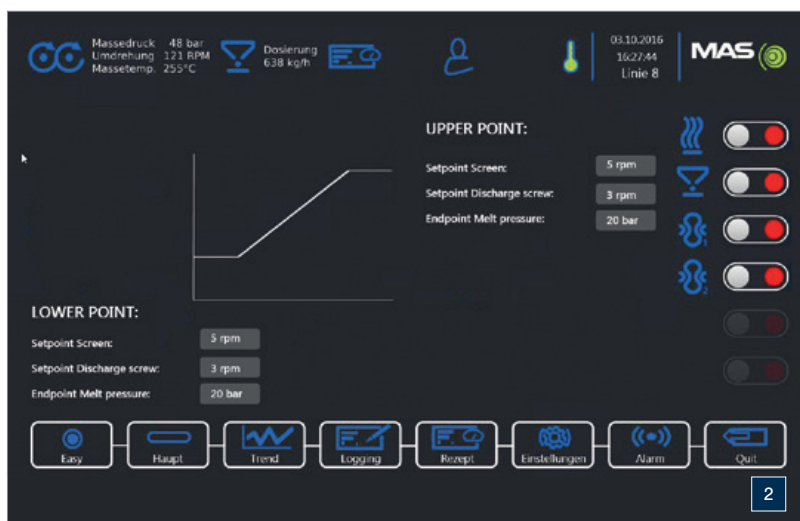 Massedruck 48 bar
Umdrehung 121 RPM
Massetemp. 255°C
Dosierung
638 kg/h
03.10.2016
16:27:44
Linie 8
MAS
UPPER POINT:
Setpoint Screen: 5 rpm
Setpoint Discharge screw: 3 rpm
Endpoint Melt pressure: 20 bar
1
2
LOWER POINT:
Setpoint Screen: 5 rpm
Setpoint Discharge screw: 3 rpm
Endpoint Melt pressure: 20 bar
Easy Haupt Trend Logging Rezept Einstellungen Alarm Quit
2